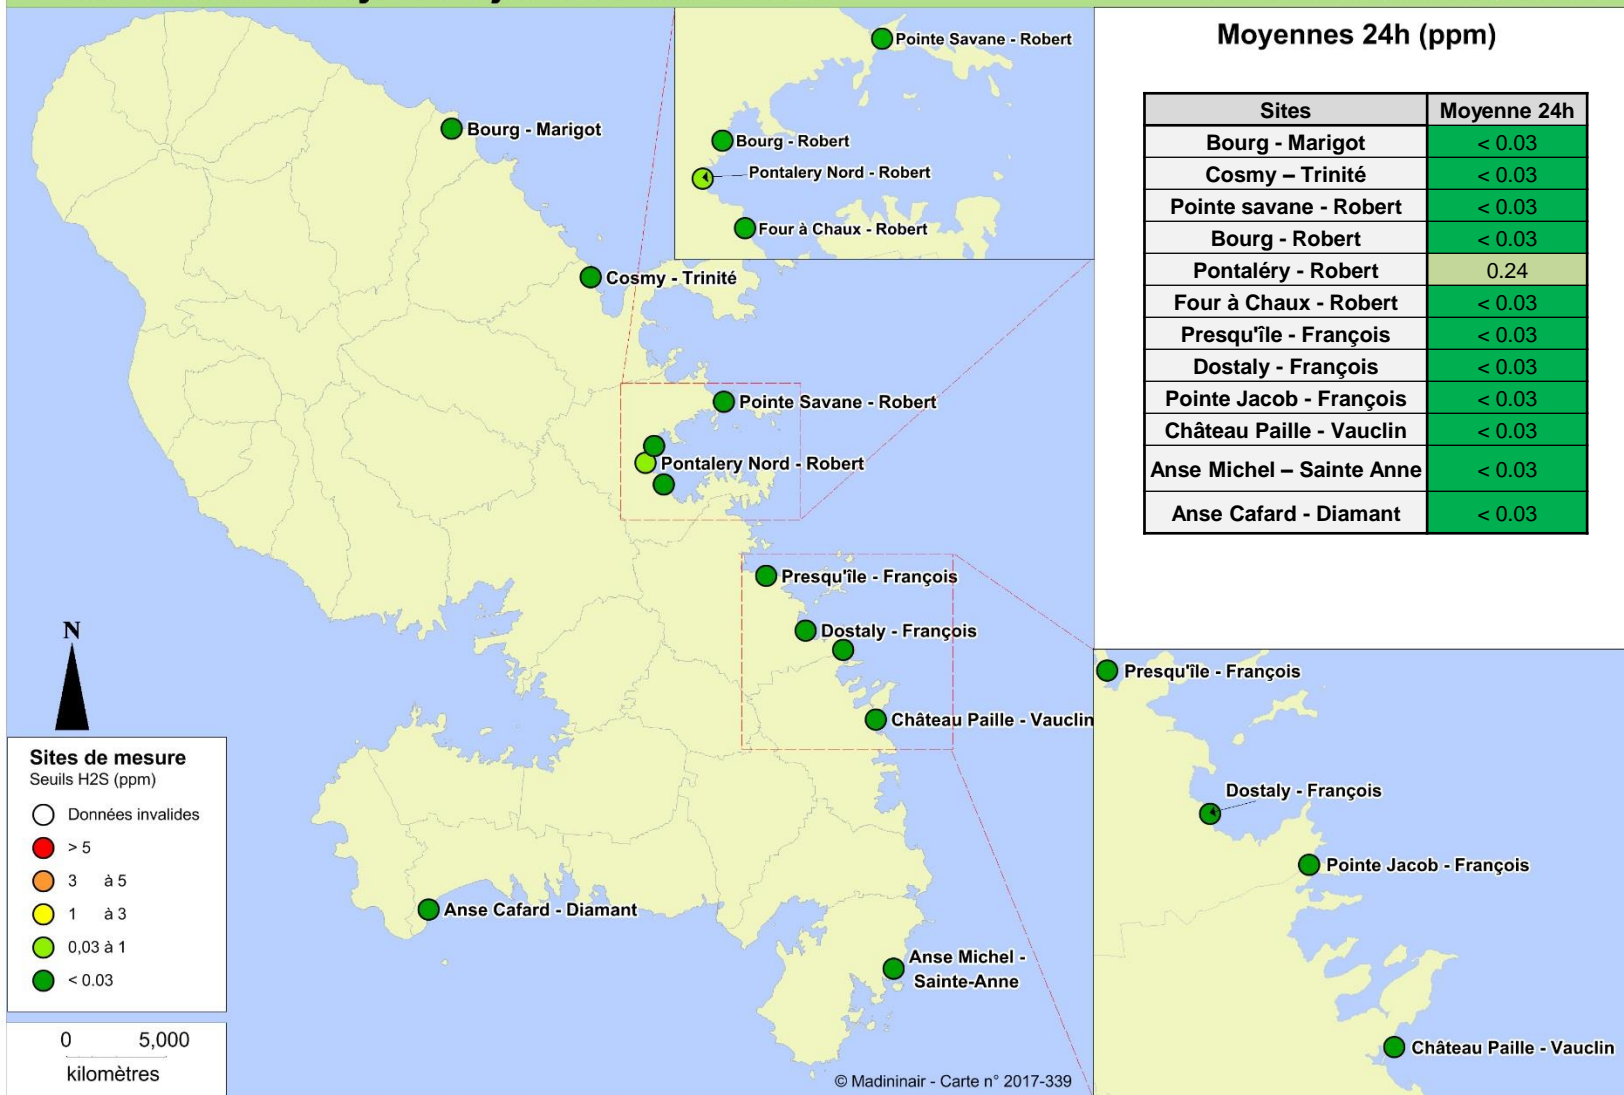 Bourg - Marigot
Cosmy - Trinité
Pointe Savane - Robert
Pontalery Nord - Robert
Presqu'île - François
Dostaly - François
Château Paille - Vauclin
Anse Cafard - Diamant
Anse Michel -
Sainte-Anne
Pointe Savane - Robert
Bourg - Robert
Pontalery Nord - Robert
Four à Chaux - Robert
Moyennes 24h (ppm)
Sites Moyenne 24h
Bourg - Marigot < 0.03
Cosmy – Trinité < 0.03
Pointe savane - Robert < 0.03
Bourg - Robert < 0.03
Pontaléry - Robert 0.24
Four à Chaux - Robert < 0.03
Presqu'île - François < 0.03
Dostaly - François < 0.03
Pointe Jacob - François < 0.03
Château Paille - Vauclin < 0.03
Anse Michel – Sainte Anne < 0.03
Anse Cafard - Diamant < 0.03
Presqu'île - François
Dostaly - François
Pointe Jacob - François
Château Paille - Vauclin
N
Sites de mesure
Seuils H2S (ppm)
Données invalides
> 5
3 à 5
1 à 3
0,03 à 1
< 0.03
0 5,000
kilomètres
© Madininair - Carte n° 2017-339